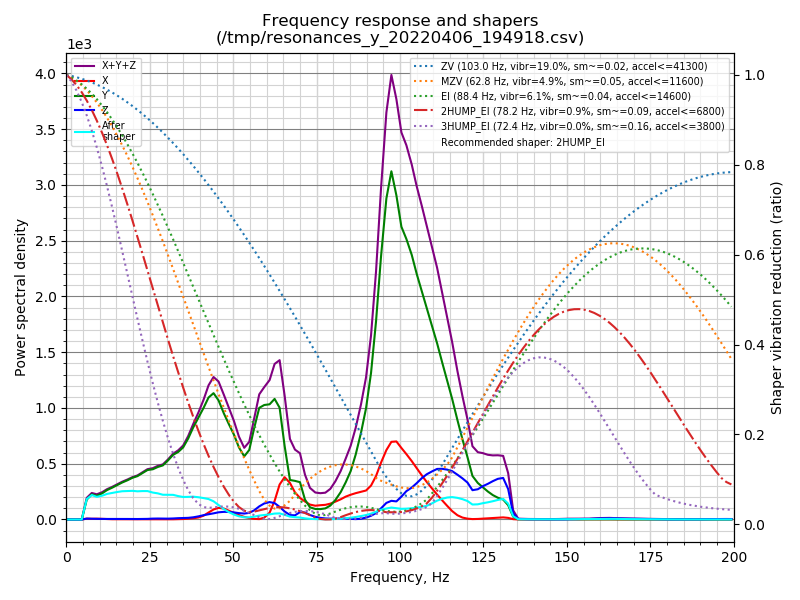 Frequency response and shapers
(/tmp/resonances_y_20220406_194918.csv)
1e3
X+Y+Z
X
Y
Z
After
shaper
ZV (103.0 Hz, vibr=19.0%, sm~=0.02, accel<=41300)
MZV (62.8 Hz, vibr=4.9%, sm~=0.05, accel<=11600)
EI (88.4 Hz, vibr=6.1%, sm~=0.04, accel<=14600)
2HUMP_EI (78.2 Hz, vibr=0.9%, sm~=0.09, accel<=6800)
3HUMP_EI (72.4 Hz, vibr=0.0%, sm~=0.16, accel<=3800)
Recommended shaper: 2HUMP_EI
Power spectral density
4.0
3.5
3.0
2.5
2.0
1.5
1.0
0.5
0.0
1.0
0.8
0.6
0.4
0.2
0.0
Shaper vibration reduction (ratio)
0 25 50 75 100 125 150 175 200
Frequency, Hz